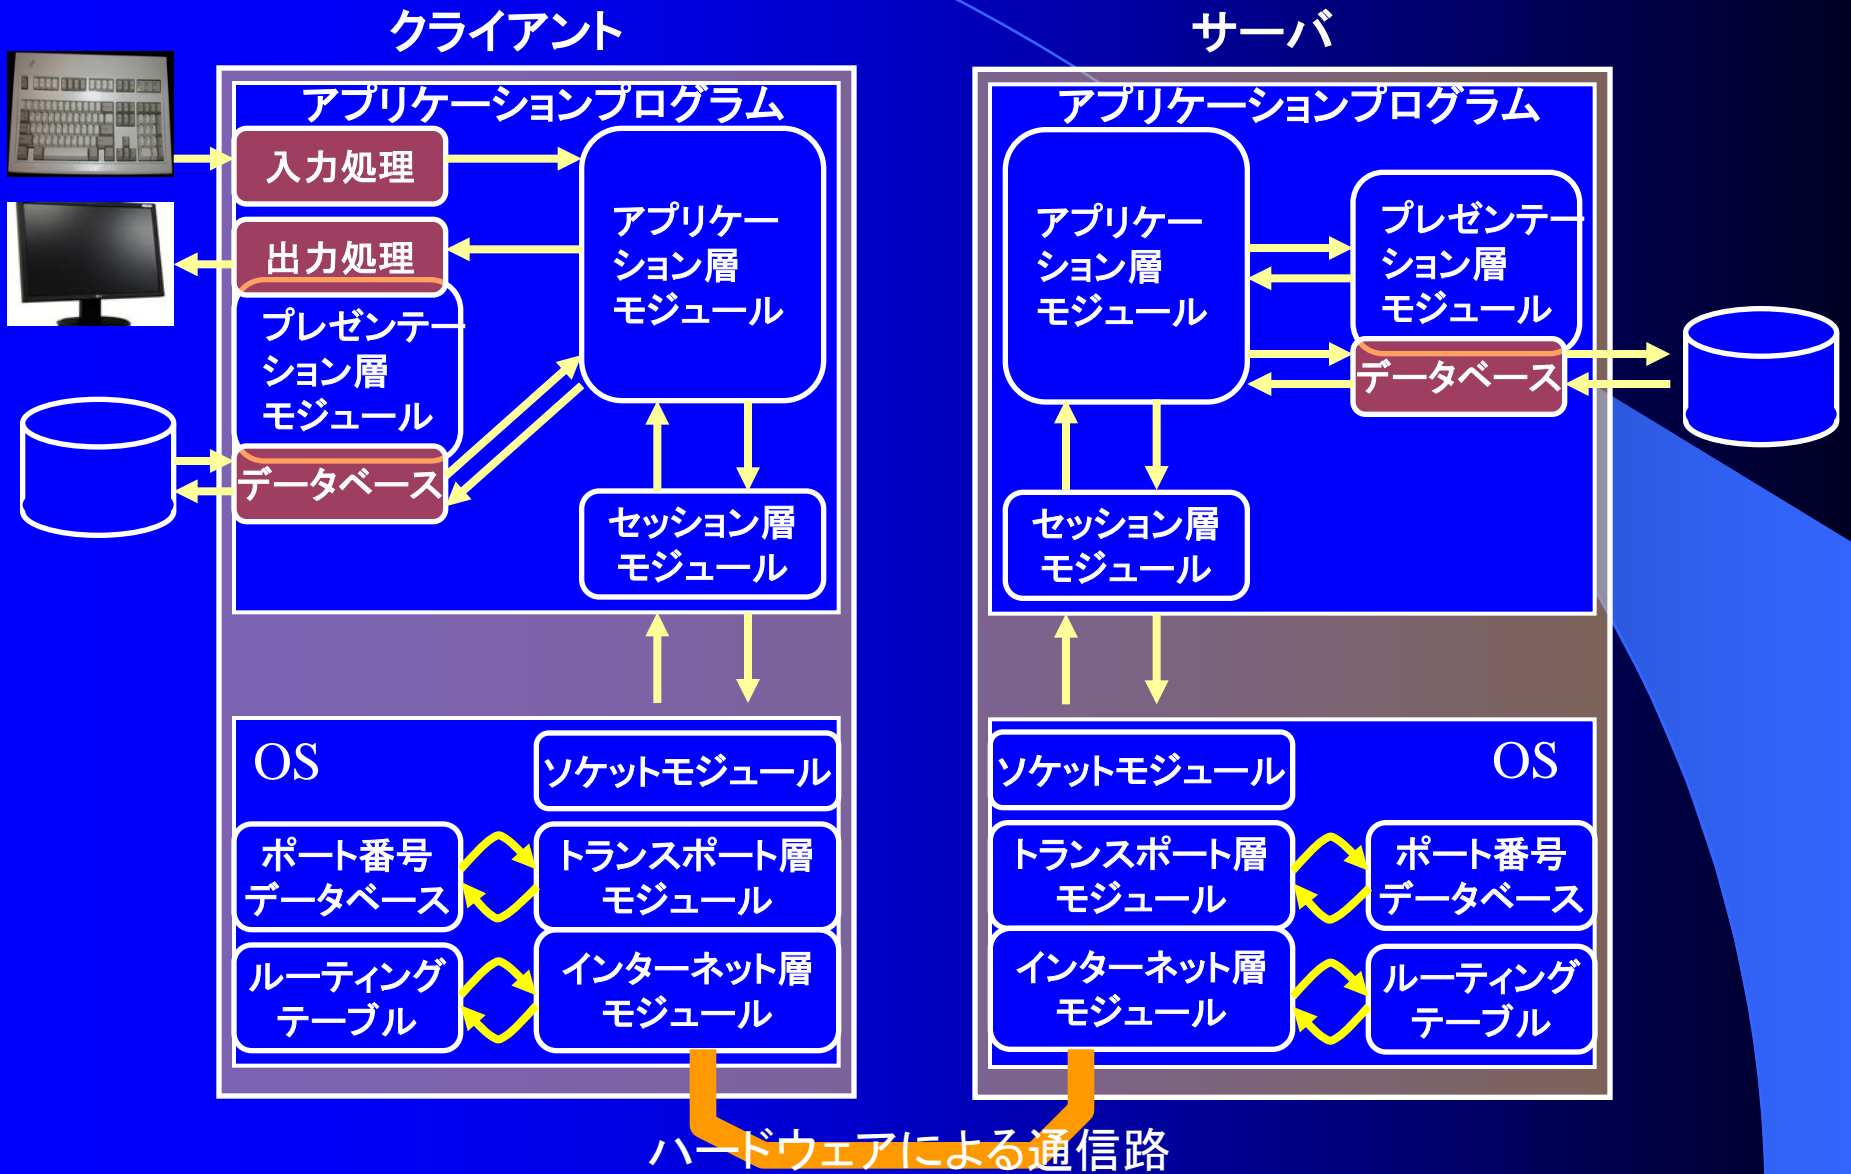 クライアント
アプリケーションプログラム
入力処理
出力処理
プレゼンテー
ション層
モジュール
データベース
アプリケー
ション層
モジュール
セッション層
モジュール
OS
ソケットモジュール
ポート番号
データベース
トランスポート層
モジュール
ルーティング
テーブル
インターネット層
モジュール
サーバ
アプリケーションプログラム
アプリケー
ション層
モジュール
プレゼンテー
ション層
モジュール
データベース
セッション層
モジュール
ソケットモジュール
OS
トランスポート層
モジュール
ポート番号
データベース
インターネット層
モジュール
ルーティング
テーブル
ハードウェアによる通信路